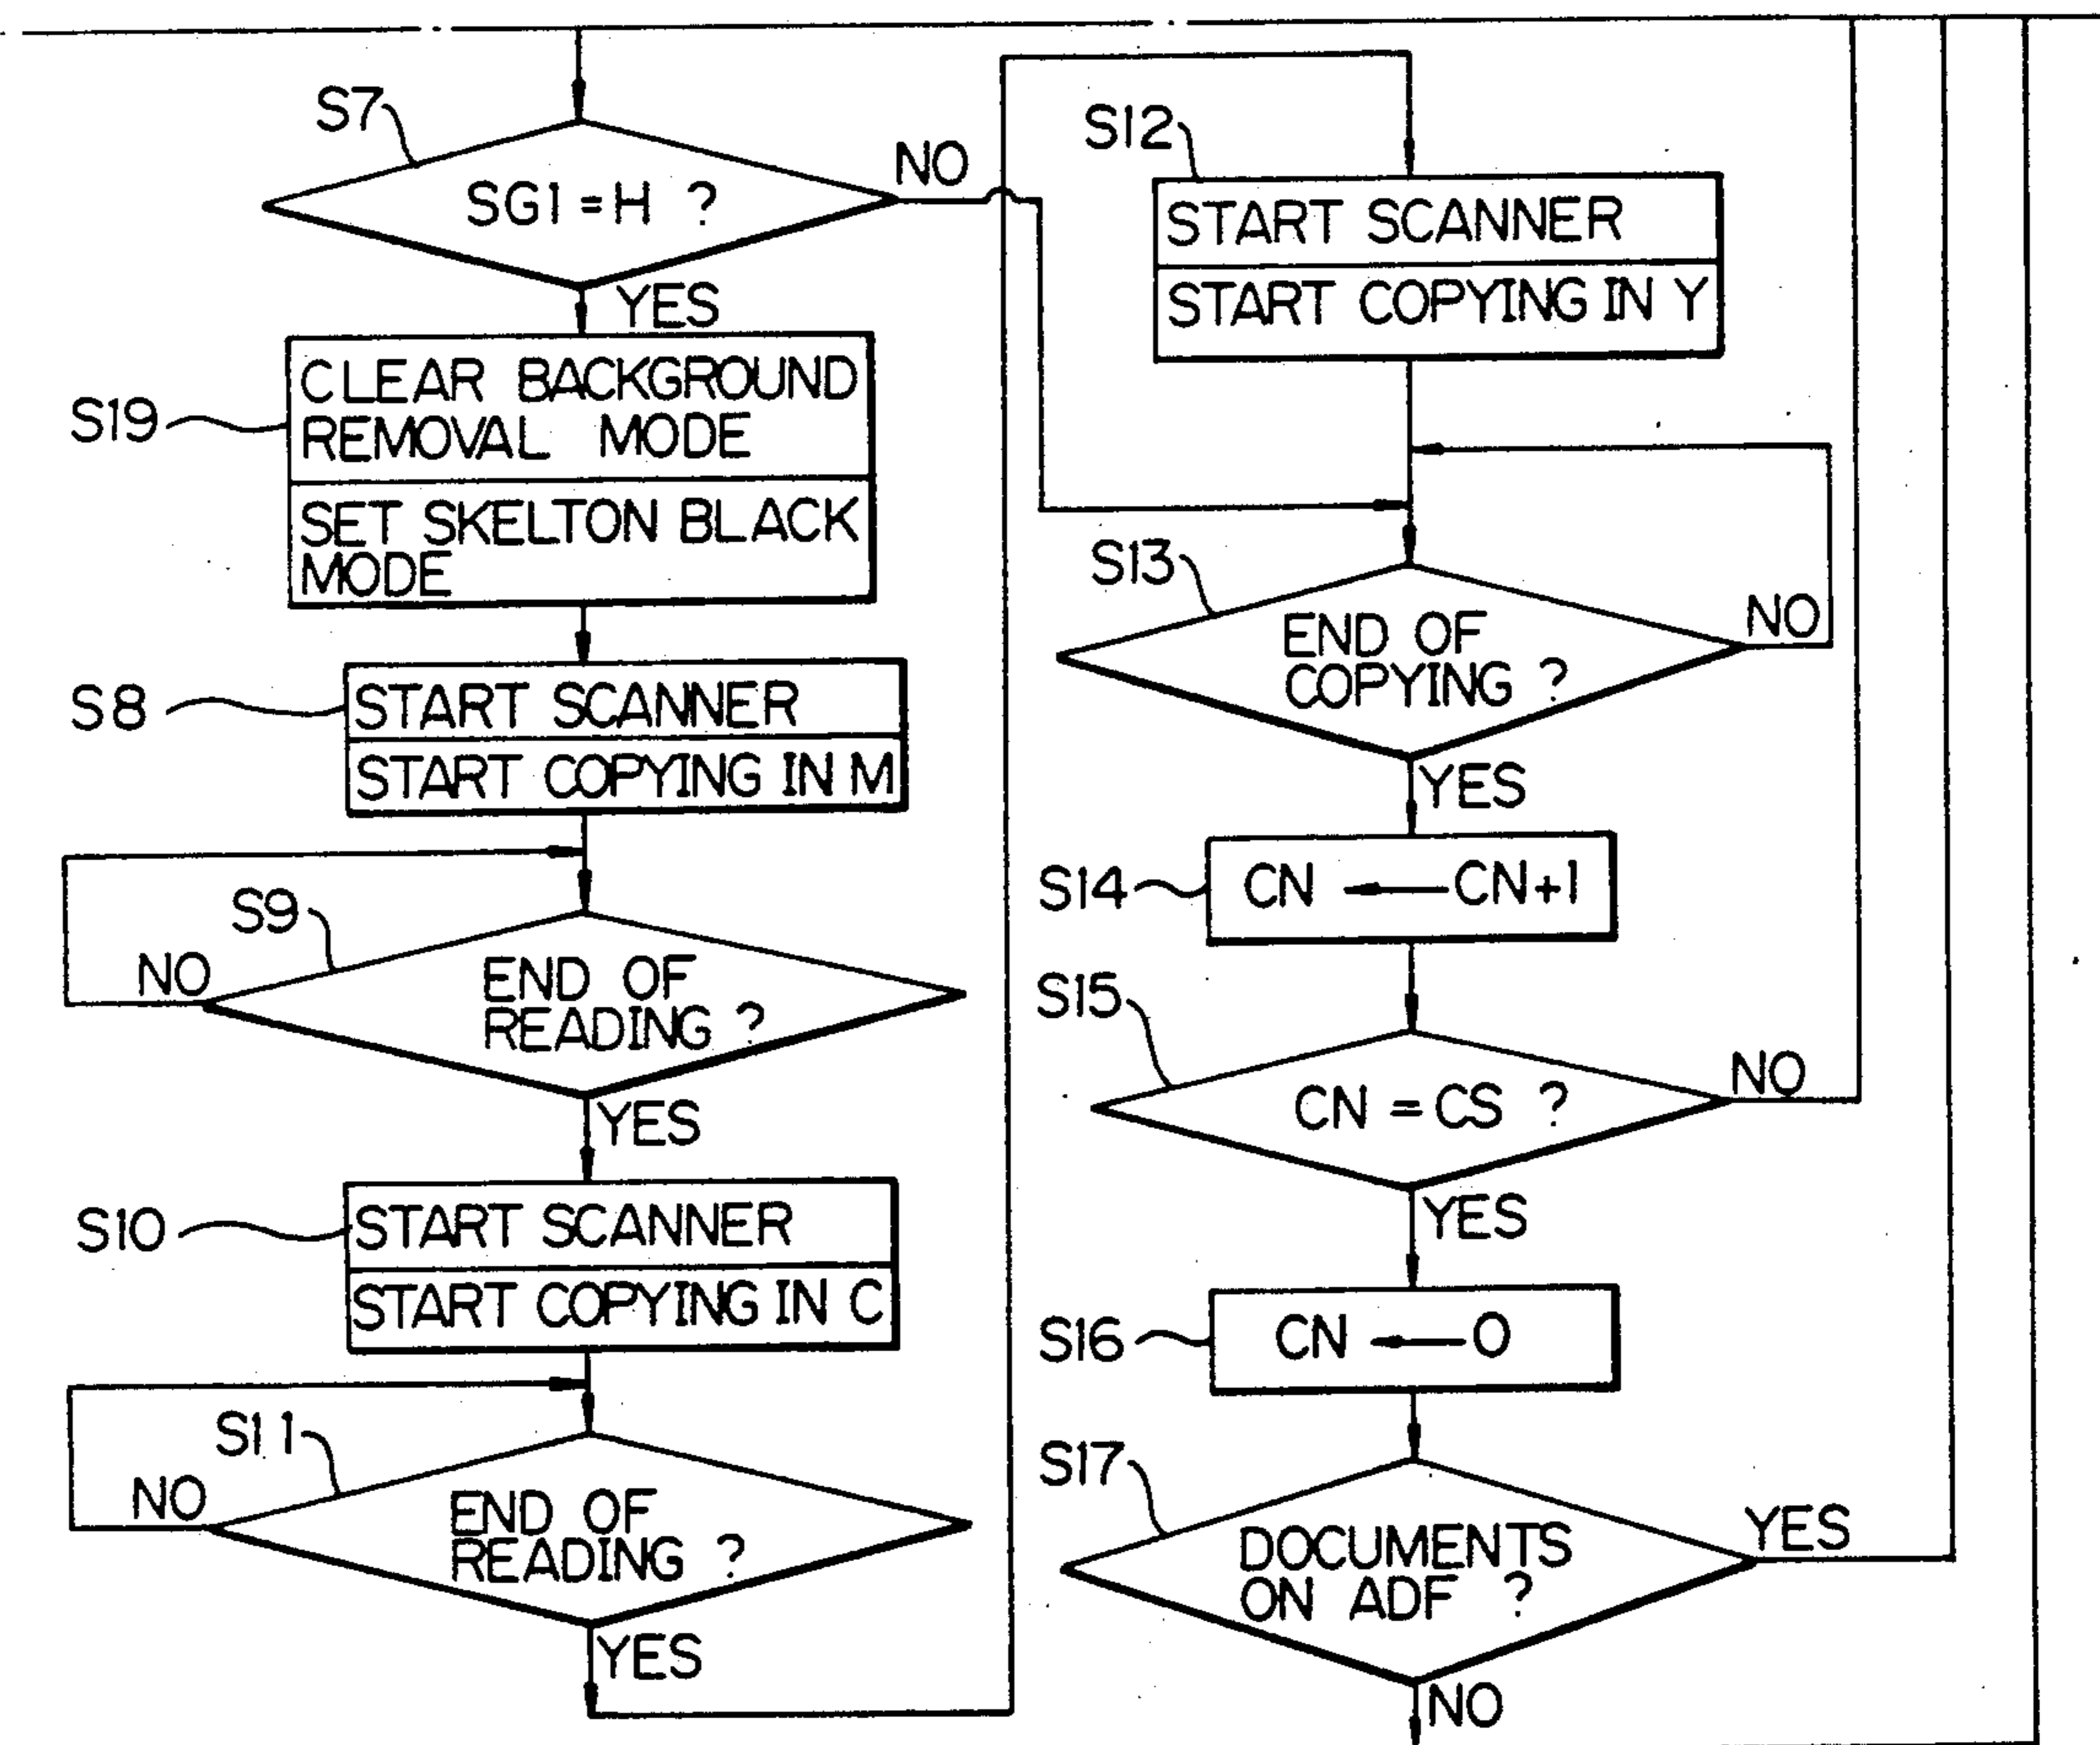 S7
SG1 = H ?
NO
YES
S19
CLEAR BACKGROUND
REMOVAL MODE
SET SKELTON BLACK
MODE
S8
START SCANNER
START COPYING IN M
S9
NO
END OF
READING ?
YES
S10
START SCANNER
START COPYING IN C
S11
NO
END OF
READING ?
YES
S12
START SCANNER
START COPYING IN Y
S13
END OF
COPYING ?
NO
YES
S14
CN ← CN+1
S15
CN = CS ?
NO
YES
S16
CN ← 0
S17
DOCUMENTS
ON ADF ?
YES
NO